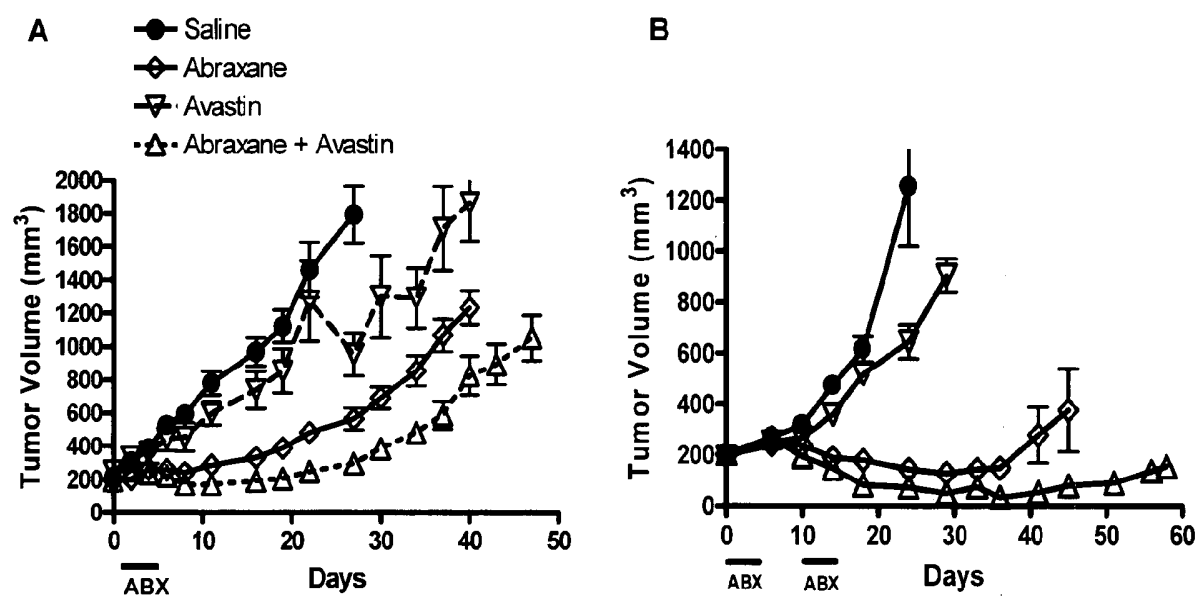 A
Saline
Abraxane
Avastin
Abraxane + Avastin
Tumor Volume (mm³)
2000
1800
1600
1400
1200
1000
800
600
400
200
0
0 10 20 30 40 50
ABX
Days
B
Tumor Volume (mm³)
1400
1200
1000
800
600
400
200
0
0 10 20 30 40 50 60
ABX ABX
Days